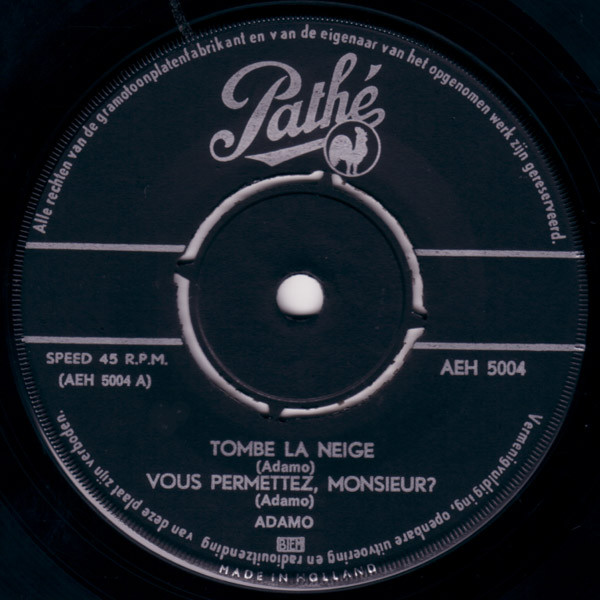 Alle rechten van de gramofoonplatenfabrikant en van de eigenaar van het opgenomen werk zijn gereserveerd.
Pathé
SPEED 45 R.P.M.
(AEH 5004 A)
AEH 5004
TOMBE LA NEIGE
(Adamo)
VOUS PERMETTEZ, MONSIEUR?
(Adamo)
ADAMO
BIEM
Vermenigvuldiging, openbare uitvoering en radiouitzending van deze plaat zijn verboden.
MADE IN HOLLAND